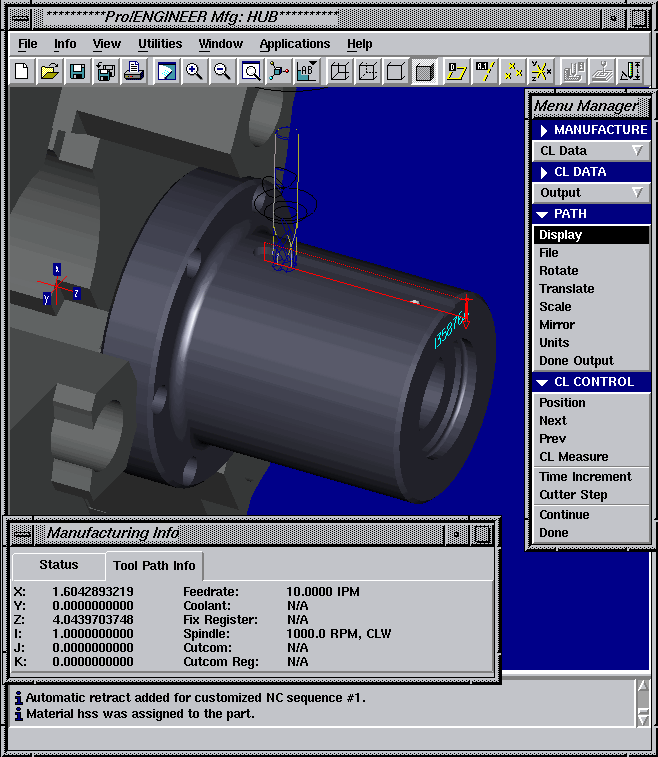 **********Pro/ENGINEER Mfg: HUB**********
File Info View Utilities Window Applications Help
Menu Manager
MANUFACTURE
CL Data
CL DATA
Output
PATH
Display
File
Rotate
Translate
Scale
Mirror
Units
Done Output
CL CONTROL
Position
Next
Prev
CL Measure
Time Increment
Cutter Step
Continue
Done
X
Y
Z
Manufacturing Info
Status Tool Path Info
X: 1.6042893219 Feedrate: 10.0000 IPM
Y: 0.0000000000 Coolant: N/A
Z: 4.0439703748 Fix Register: N/A
I: 1.0000000000 Spindle: 1000.0 RPM, CLW
J: 0.0000000000 Cutcom: N/A
K: 0.0000000000 Cutcom Reg: N/A
Automatic retract added for customized NC sequence #1.
Material hss was assigned to the part.